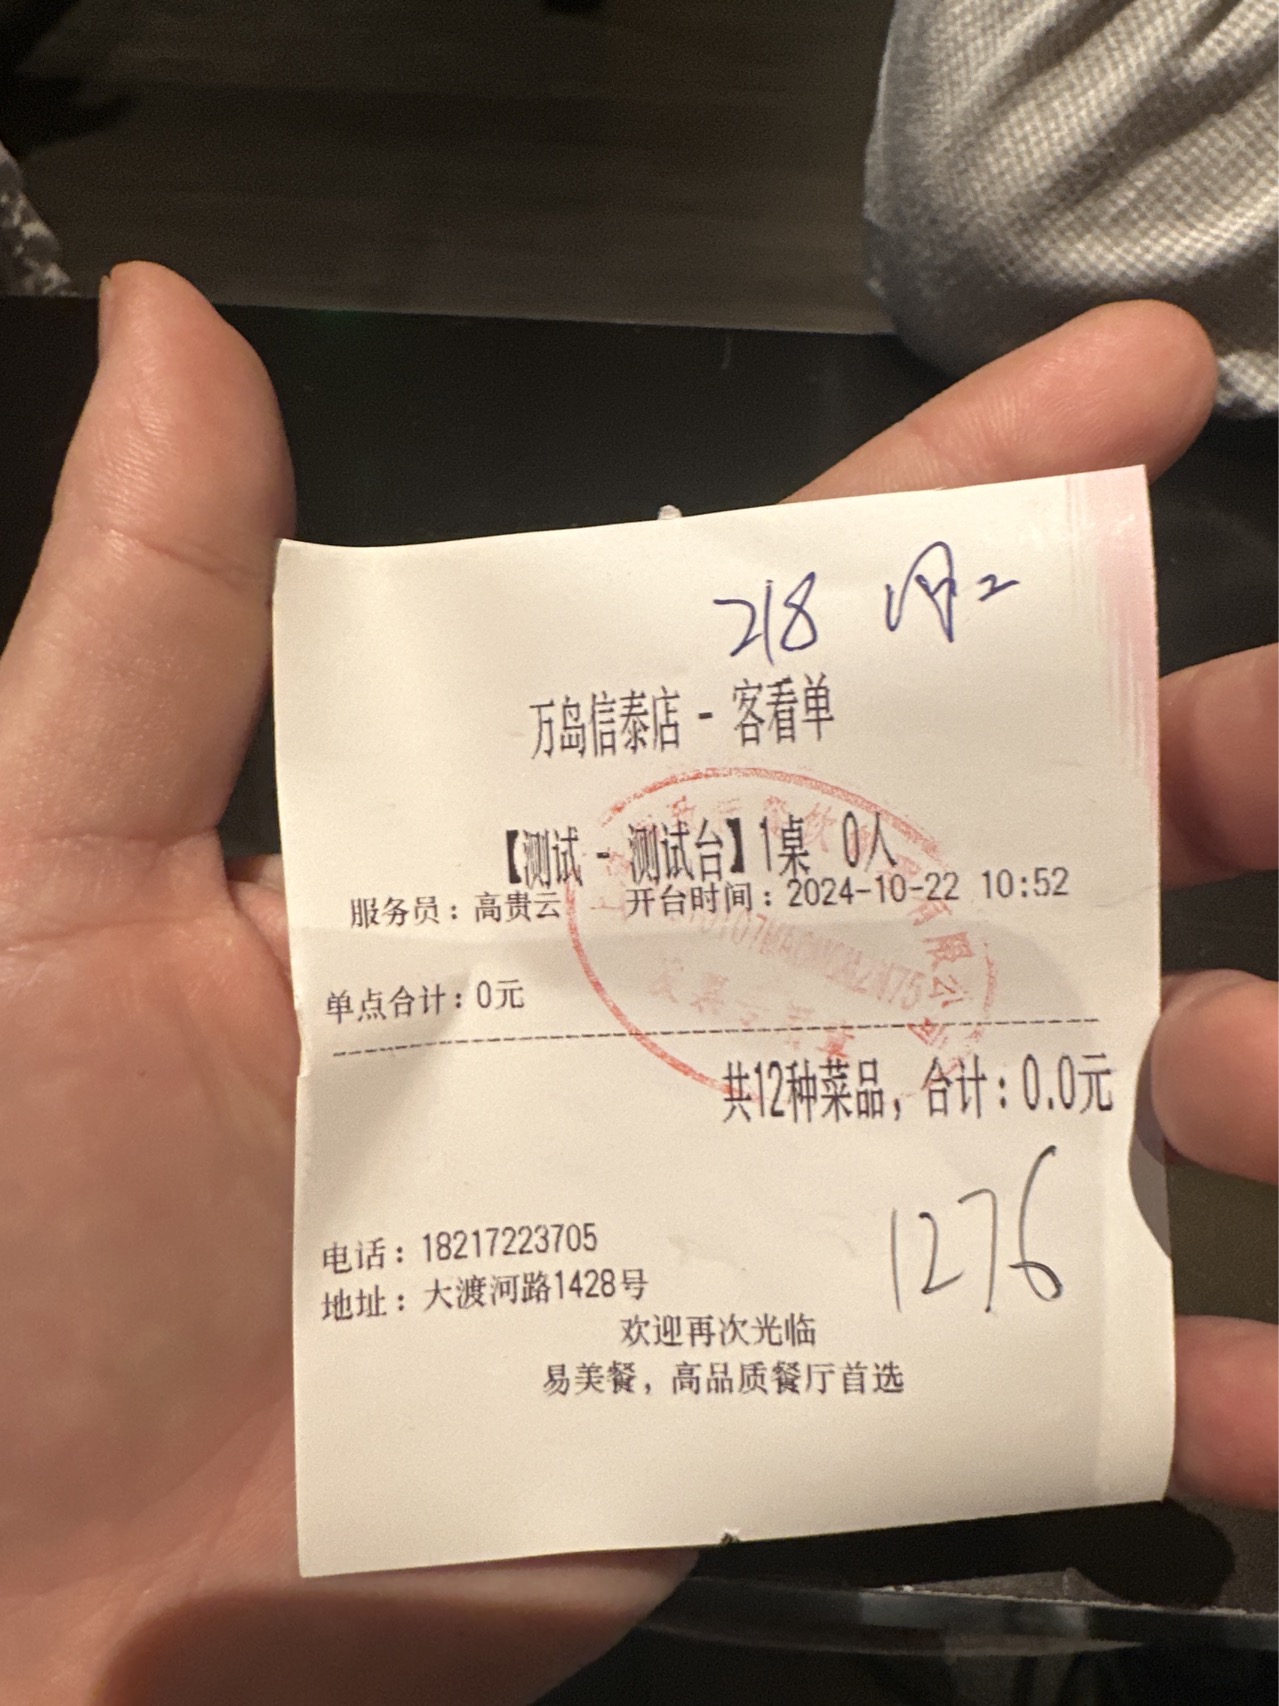 218
万岛信泰店 - 客看单
【测试 - 测试台】1桌 0人
服务员：高贵云 开台时间：2024-10-22 10:52
单点合计：0元
共12种菜品，合计：0.0元
1276
电话：18217223705
地址：大渡河路1428号
欢迎再次光临
易美餐，高品质餐厅首选